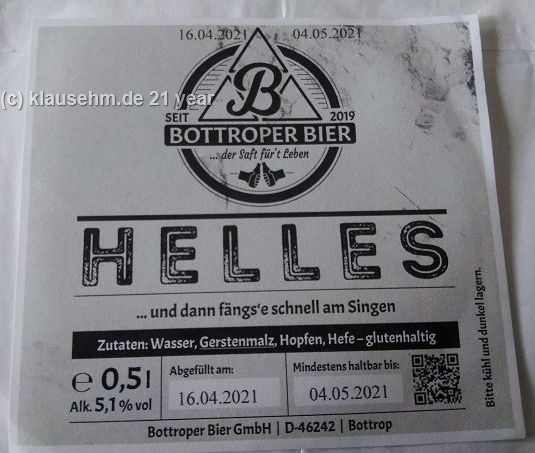 16.04.2021
04.05.2021
(c) klausehm.de 21 year
B
SEIT 2019
BOTTROPER BIER
... der Saft für't Leben
HELLES
... und dann fängs‘e schnell am Singen
Zutaten: Wasser, Gerstenmalz, Hopfen, Hefe – glutenhaltig
e 0,5 l
Alk. 5,1 % vol
Abgefüllt am:
16.04.2021
Mindestens haltbar bis:
04.05.2021
Bitte kühl und dunkel lagern.
Bottroper Bier GmbH | D-46242 | Bottrop